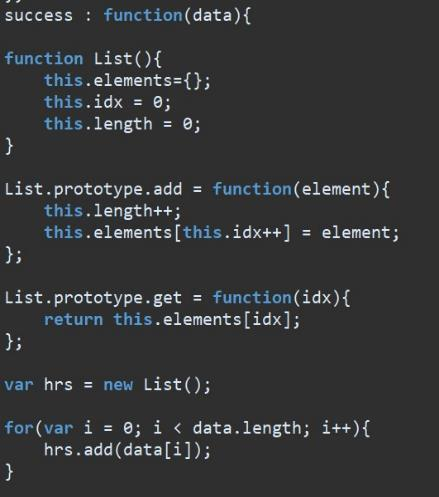 success : function(data){
function List(){
    this.elements={};
    this.idx = 0;
    this.length = 0;
}
List.prototype.add = function(element){
    this.length++;
    this.elements[this.idx++] = element;
};
List.prototype.get = function(idx){
    return this.elements[idx];
};
var hrs = new List();
for(var i = 0; i < data.length; i++){
    hrs.add(data[i]);
}